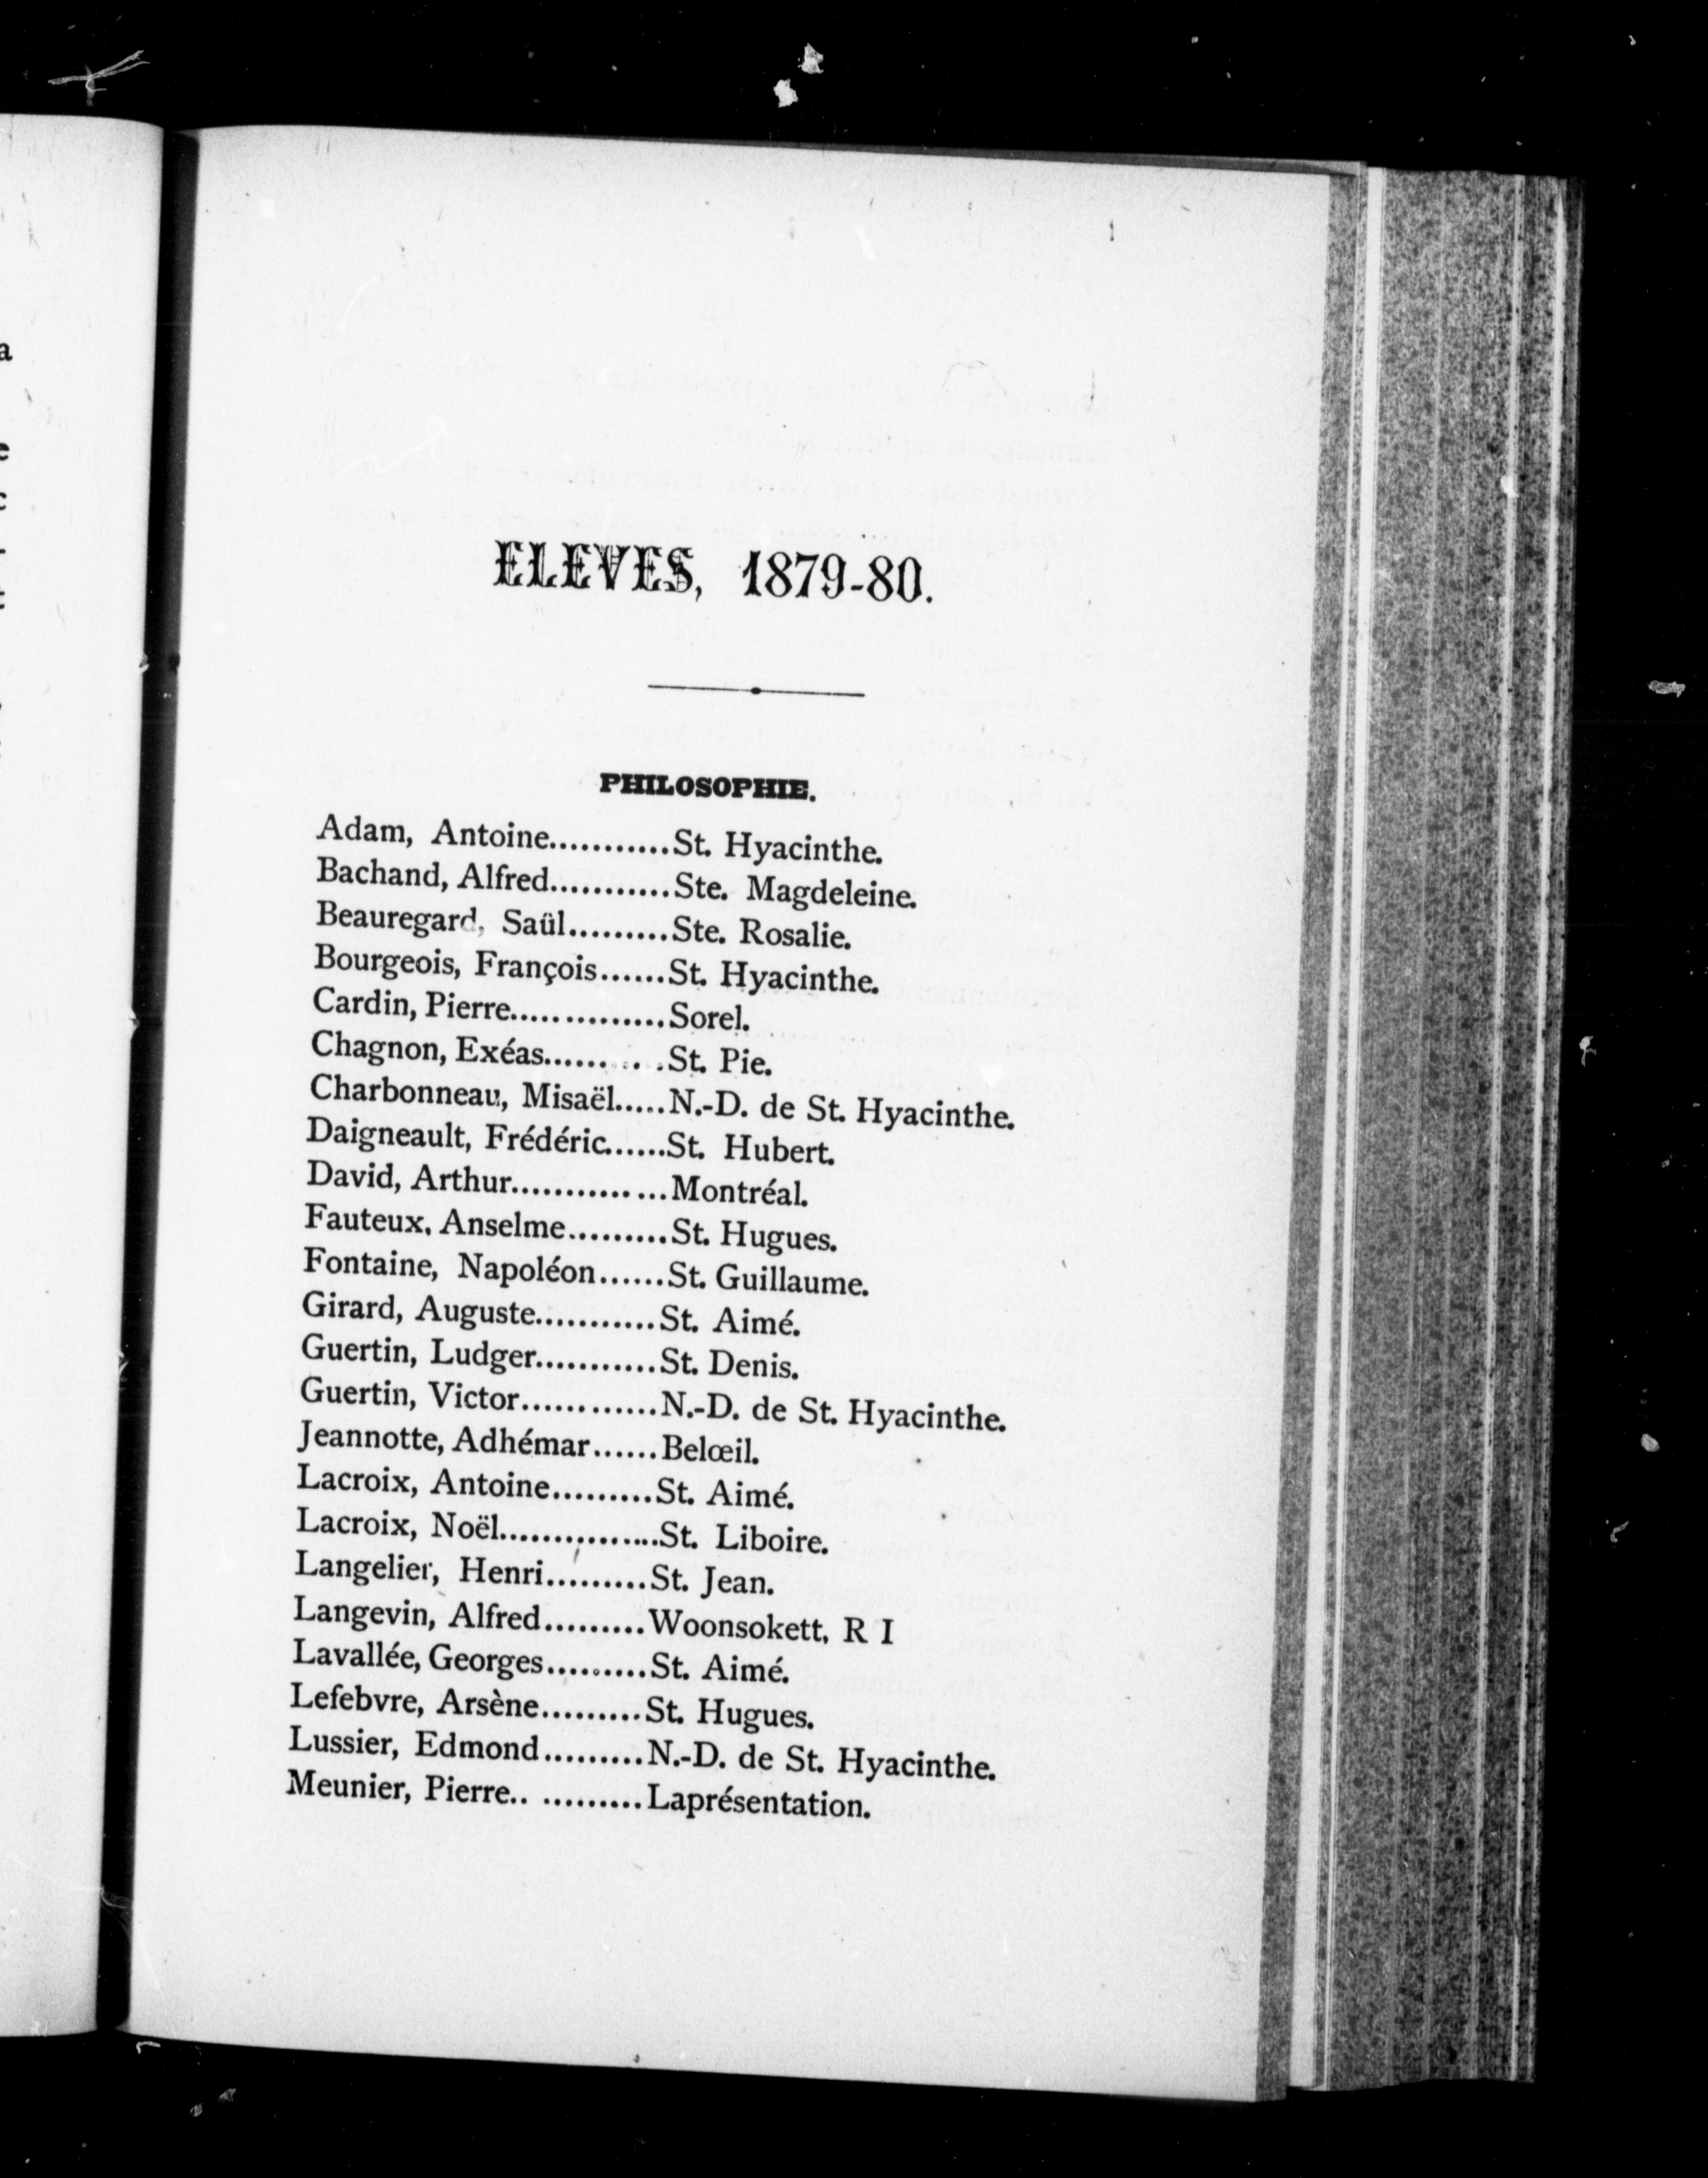 ELEVES, 1879-80.
PHILOSOPHIE.
Adam, Antoine...........St. Hyacinthe.
Bachand, Alfred...........Ste. Magdeleine.
Beauregard, Saül.........Ste. Rosalie.
Bourgeois, François......St. Hyacinthe.
Cardin, Pierre..............Sorel.
Chagnon, Exéas...........St. Pie.
Charbonneau, Misaël.....N.-D. de St. Hyacinthe.
Daigneault, Frédéric......St. Hubert.
David, Arthur..............Montréal.
Fauteux. Anselme.........St. Hugues.
Fontaine, Napoléon......St. Guillaume.
Girard, Auguste...........St. Aimé.
Guertin, Ludger...........St. Denis.
Guertin, Victor............N.-D. de St. Hyacinthe.
Jeannotte, Adhémar......Belœil.
Lacroix, Antoine.........St. Aimé.
Lacroix, Noël...............St. Liboire.
Langelier, Henri.........St. Jean.
Langevin, Alfred.........Woonsokett. R I
Lavallée, Georges.........St. Aimé.
Lefebvre, Arsène.........St. Hugues.
Lussier, Edmond.........N.-D. de St. Hyacinthe.
Meunier, Pierre.. .........Laprésentation.